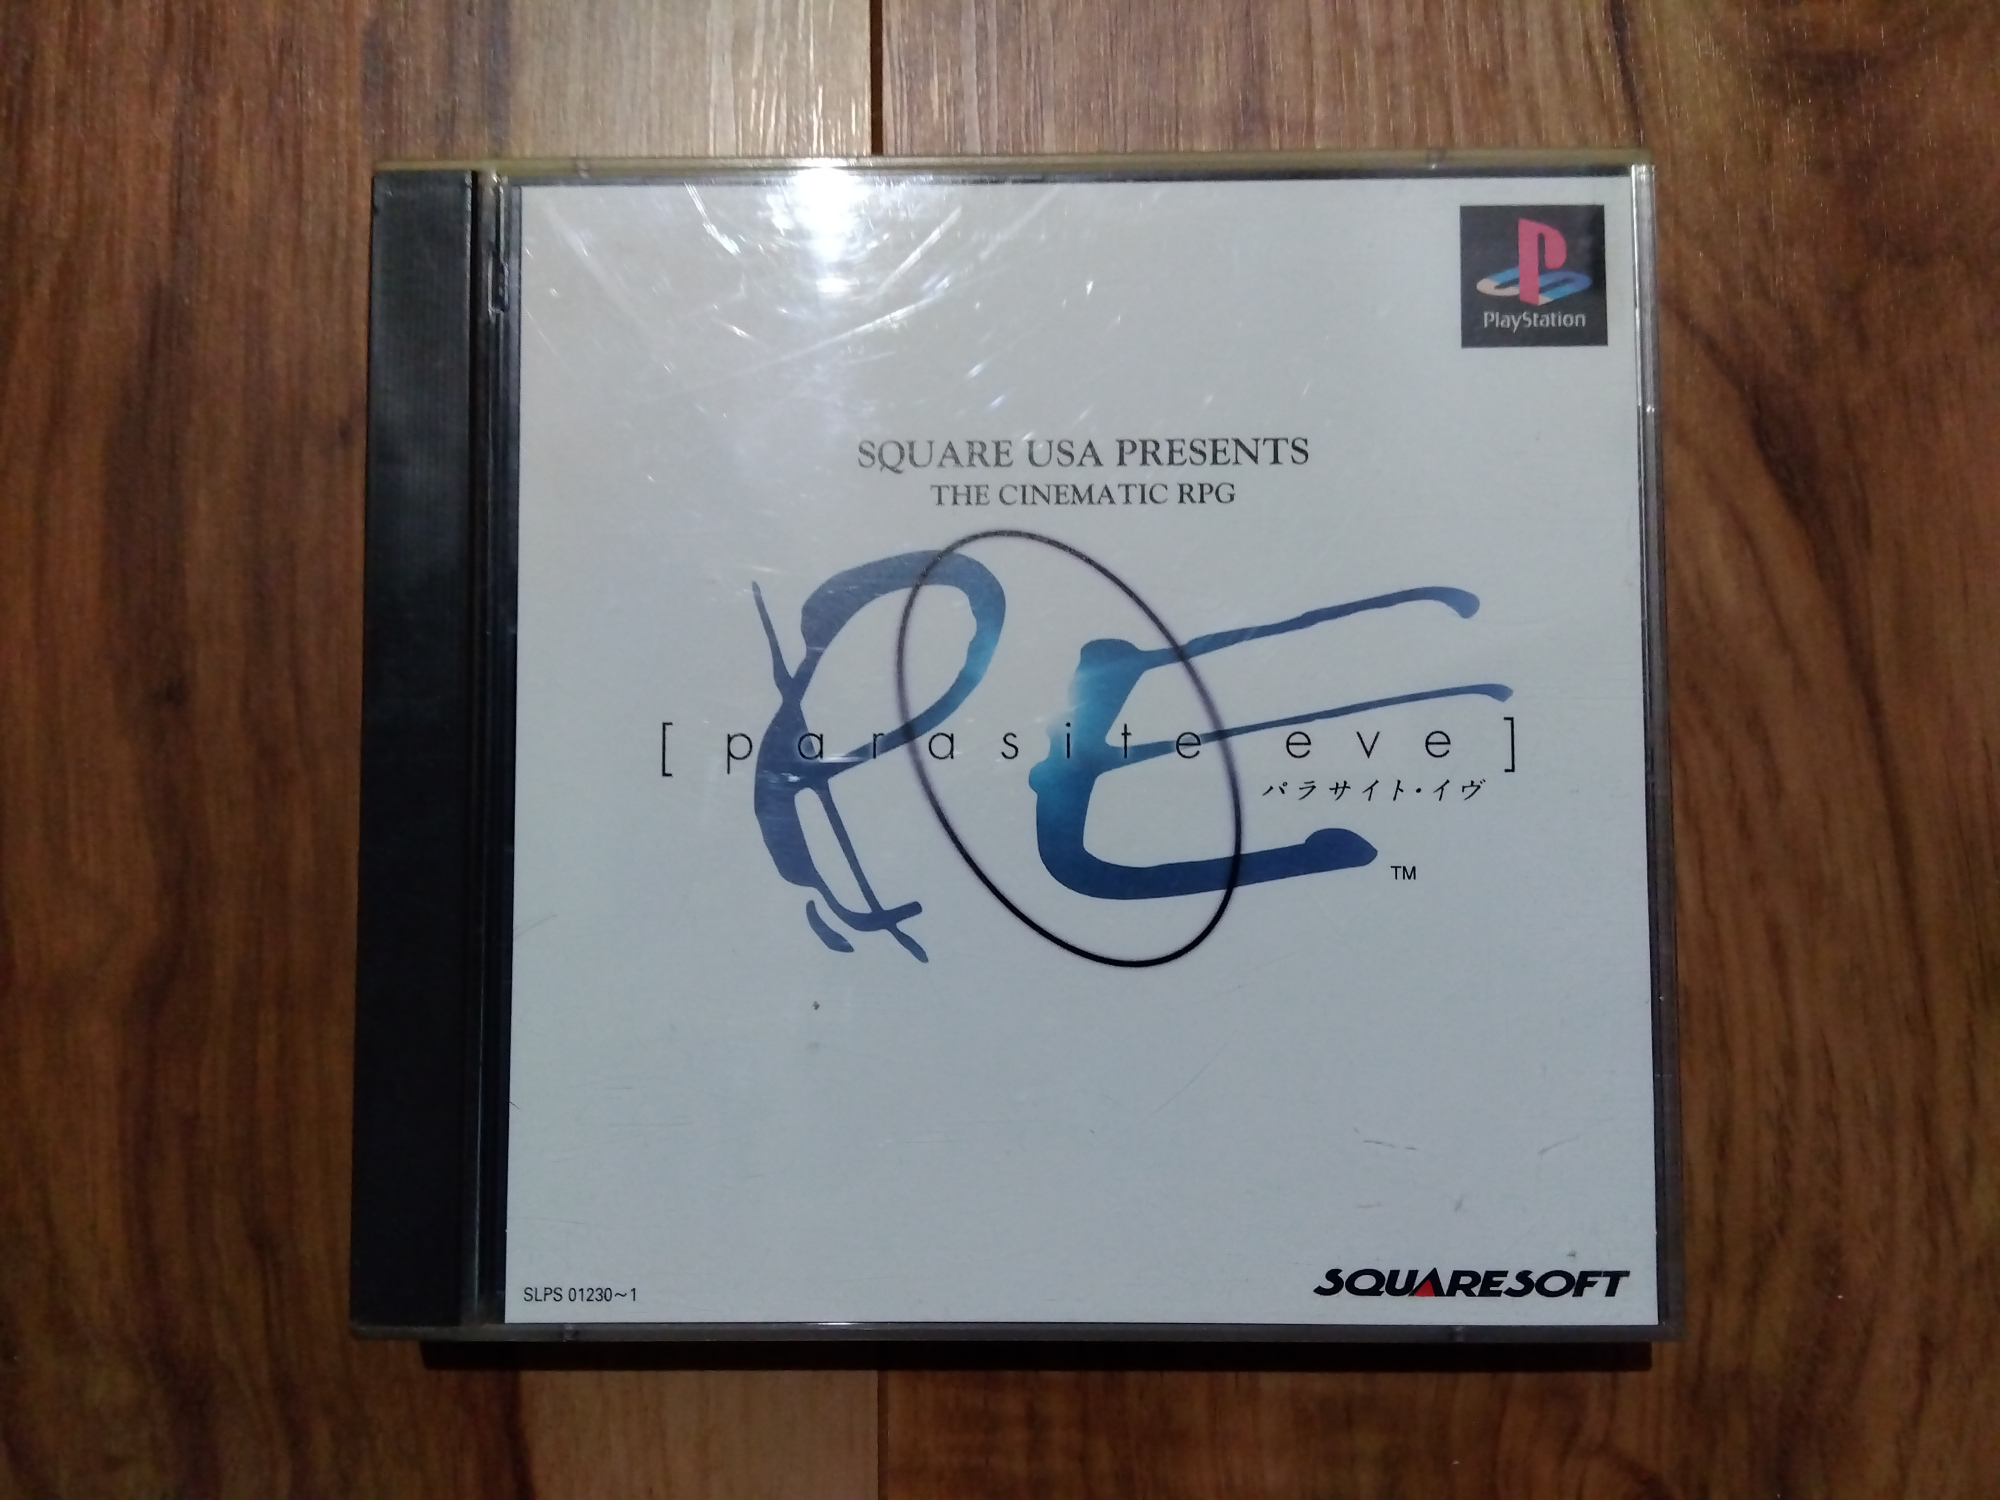 PlayStation
SQUARE USA PRESENTS
THE CINEMATIC RPG
PE
[ parasite eve ]
パラサイト・イヴ
TM
SLPS 01230~1
SQUARESOFT